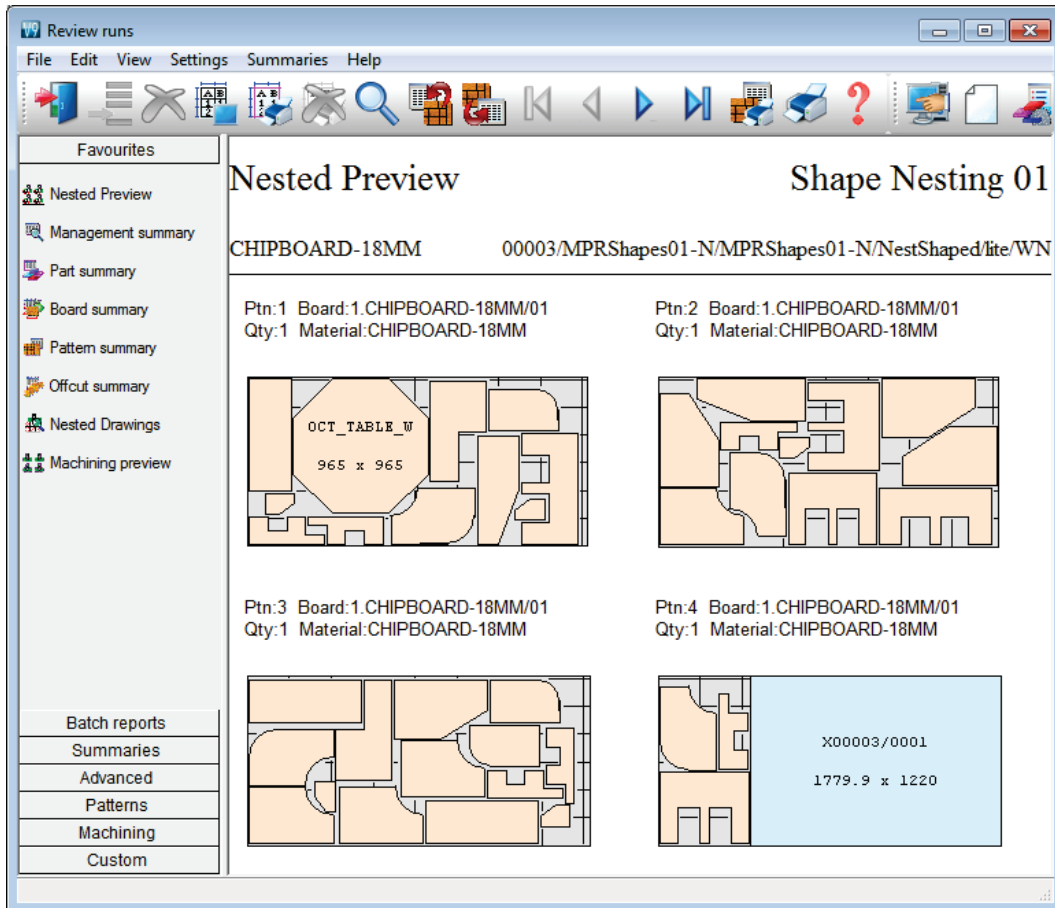 Review runs
File Edit View Settings Summaries Help
Favourites
Nested Preview
Management summary
Part summary
Board summary
Pattern summary
Offcut summary
Nested Drawings
Machining preview
Batch reports
Summaries
Advanced
Patterns
Machining
Custom
Nested Preview Shape Nesting 01
CHIPBOARD-18MM 00003/MPRShapes01-N/MPRShapes01-N/NestShaped/lite/WN
Ptn:1 Board:1.CHIPBOARD-18MM/01
Qty:1 Material:CHIPBOARD-18MM
OCT_TABLE_W
965 x 965
Ptn:2 Board:1.CHIPBOARD-18MM/01
Qty:1 Material:CHIPBOARD-18MM
Ptn:3 Board:1.CHIPBOARD-18MM/01
Qty:1 Material:CHIPBOARD-18MM
Ptn:4 Board:1.CHIPBOARD-18MM/01
Qty:1 Material:CHIPBOARD-18MM
X00003/0001
1779.9 x 1220